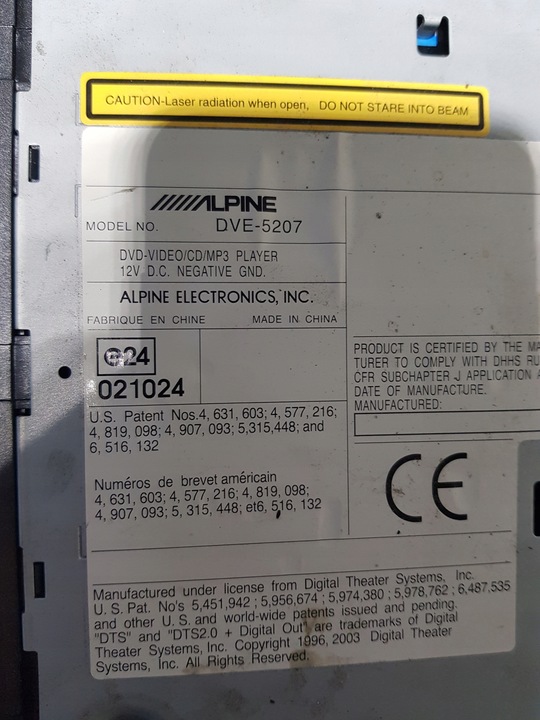 CAUTION-Laser radiation when open, DO NOT STARE INTO BEAM
ALPINE
MODEL NO. DVE-5207
DVD-VIDEO/CD/MP3 PLAYER
12V D.C. NEGATIVE GND.
ALPINE ELECTRONICS, INC.
FABRIQUE EN CHINE MADE IN CHINA
G24
021024
U.S. Patent Nos.4, 631, 603; 4, 577, 216;
4, 819, 098; 4, 907, 093; 5,315,448; and
6, 516, 132
Numéros de brevet américain
4, 631, 603; 4, 577, 216; 4, 819, 098;
4, 907, 093; 5, 315, 448; et6, 516, 132
PRODUCT IS CERTIFIED BY THE
TURER TO COMPLY WITH DHHS
CFR SUBCHAPTER J APPLICATION
DATE OF MANUFACTURE.
MANUFACTURED:
CE
Manufactured under license from Digital Theater Systems, Inc.
U.S. Pat. No's 5,451,942 ; 5,956,674 ; 5,974,380 ; 5,978,762 ; 6,487,535
and other U.S. and world-wide patents issued and pending.
"DTS" and "DTS2.0 + Digital Out" are trademarks of Digital
Theater Systems, Inc. Copyright 1996, 2003 Digital Theater
Systems, Inc. All Rights Reserved.